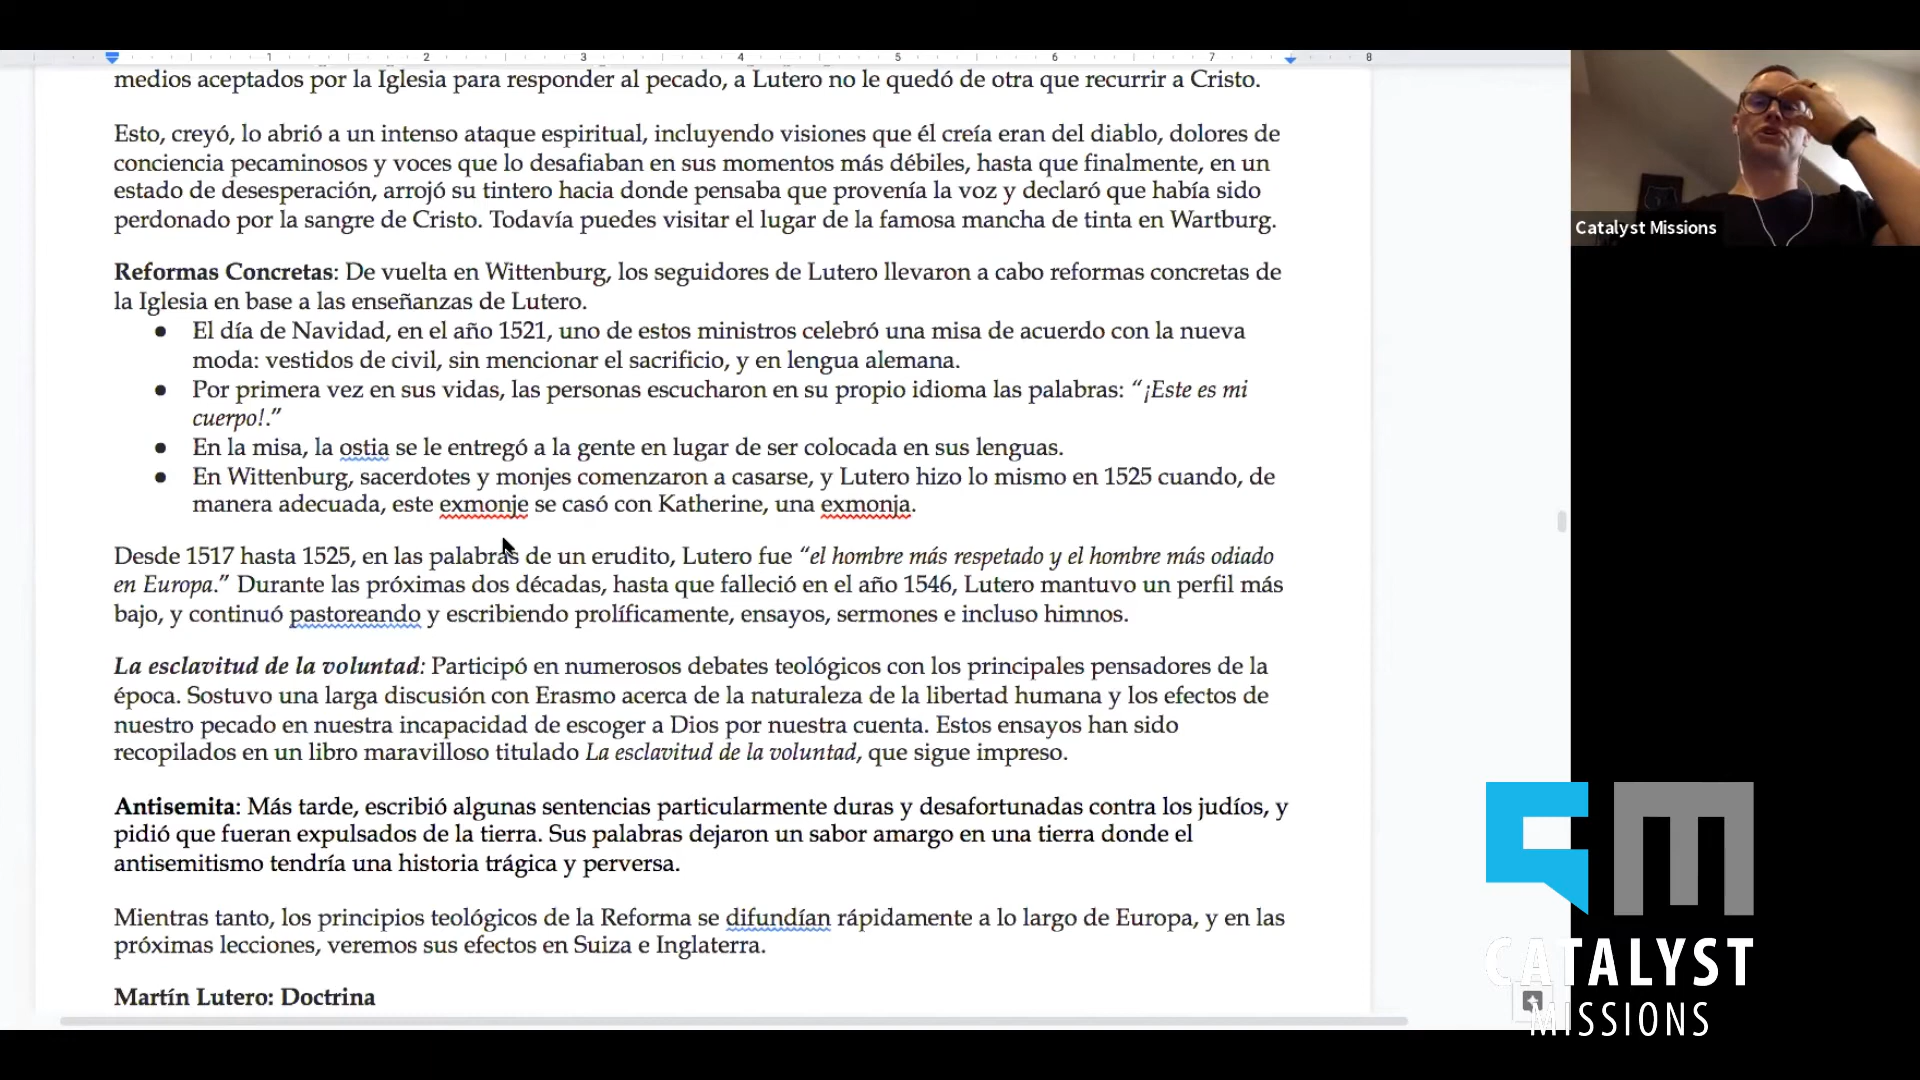 1 2 3 4 5 6 7 8
medios aceptados por la Iglesia para responder al pecado, a Lutero no le quedó de otra que recurrir a Cristo.
Esto, creyó, lo abrió a un intenso ataque espiritual, incluyendo visiones que él creía eran del diablo, dolores de
conciencia pecaminosos y voces que lo desafiaban en sus momentos más débiles, hasta que finalmente, en un
estado de desesperación, arrojó su tintero hacia donde pensaba que provenía la voz y declaró que había sido
perdonado por la sangre de Cristo. Todavía puedes visitar el lugar de la famosa mancha de tinta en Wartburg.
Reformas Concretas: De vuelta en Wittenburg, los seguidores de Lutero llevaron a cabo reformas concretas de
la Iglesia en base a las enseñanzas de Lutero.
● El día de Navidad, en el año 1521, uno de estos ministros celebró una misa de acuerdo con la nueva
moda: vestidos de civil, sin mencionar el sacrificio, y en lengua alemana.
● Por primera vez en sus vidas, las personas escucharon en su propio idioma las palabras: “¡Este es mi
cuerpo!.”
● En la misa, la ostia se le entregó a la gente en lugar de ser colocada en sus lenguas.
● En Wittenburg, sacerdotes y monjes comenzaron a casarse, y Lutero hizo lo mismo en 1525 cuando, de
manera adecuada, este exmonje se casó con Katherine, una exmonja.
Desde 1517 hasta 1525, en las palabras de un erudito, Lutero fue “el hombre más respetado y el hombre más odiado
en Europa.” Durante las próximas dos décadas, hasta que falleció en el año 1546, Lutero mantuvo un perfil más
bajo, y continuó pastoreando y escribiendo prolíficamente, ensayos, sermones e incluso himnos.
La esclavitud de la voluntad: Participó en numerosos debates teológicos con los principales pensadores de la
época. Sostuvo una larga discusión con Erasmo acerca de la naturaleza de la libertad humana y los efectos de
nuestro pecado en nuestra incapacidad de escoger a Dios por nuestra cuenta. Estos ensayos han sido
recopilados en un libro maravilloso titulado La esclavitud de la voluntad, que sigue impreso.
Antisemita: Más tarde, escribió algunas sentencias particularmente duras y desafortunadas contra los judíos, y
pidió que fueran expulsados de la tierra. Sus palabras dejaron un sabor amargo en una tierra donde el
antisemitismo tendría una historia trágica y perversa.
Mientras tanto, los principios teológicos de la Reforma se difundían rápidamente a lo largo de Europa, y en las
próximas lecciones, veremos sus efectos en Suiza e Inglaterra.
Martín Lutero: Doctrina
Catalyst Missions
CATALYST
MISSIONS